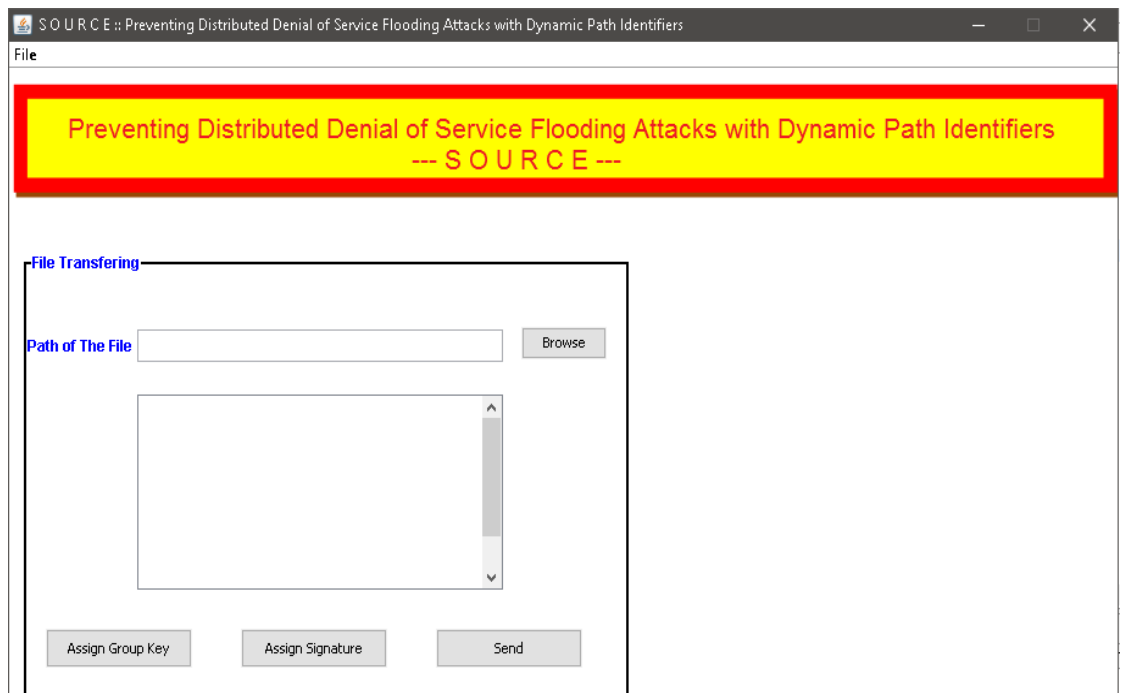 S O U R C E :: Preventing Distributed Denial of Service Flooding Attacks with Dynamic Path Identifiers
File
Preventing Distributed Denial of Service Flooding Attacks with Dynamic Path Identifiers
--- S O U R C E ---
File Transfering
Path of The File
Browse
Assign Group Key
Assign Signature
Send